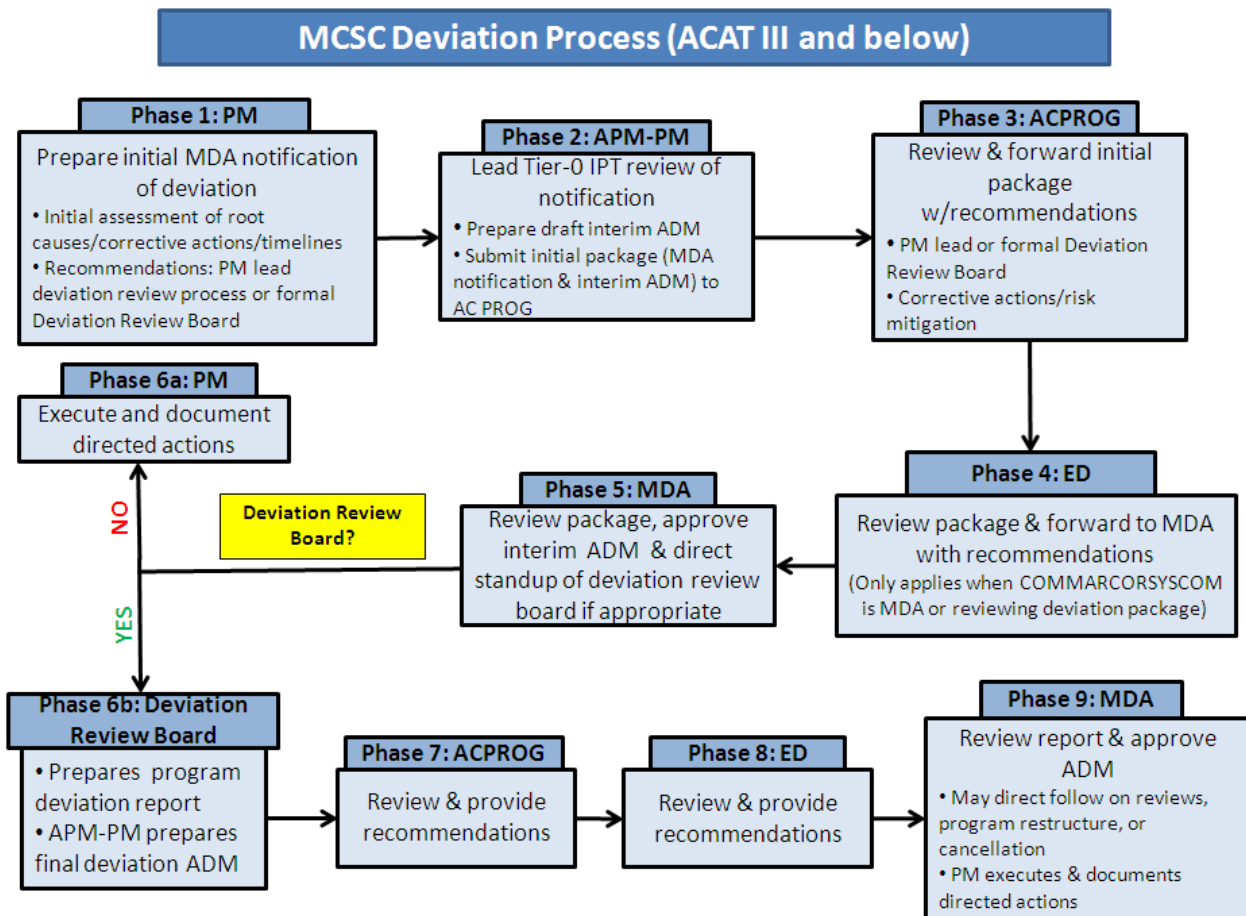 MCSC Deviation Process (ACAT III and below)
Phase 1: PM
Prepare initial MDA notification
of deviation
• Initial assessment of root
causes/corrective actions/timelines
• Recommendations: PM lead
deviation review process or formal
Deviation Review Board
Phase 2: APM-PM
Lead Tier-0 IPT review of
notification
• Prepare draft interim ADM
• Submit initial package (MDA
notification & interim ADM) to
AC PROG
Phase 3: ACPROG
Review & forward initial
package
w/recommendations
• PM lead or formal Deviation
Review Board
• Corrective actions/risk
mitigation
Phase 4: ED
Review package & forward to MDA
with recommendations
(Only applies when COMMARCORSYSCOM
is MDA or reviewing deviation package)
Phase 5: MDA
Review package, approve
interim ADM & direct
standup of deviation review
board if appropriate
Deviation Review
Board?
NO
YES
Phase 6a: PM
Execute and document
directed actions
Phase 6b: Deviation
Review Board
• Prepares program
deviation report
• APM-PM prepares
final deviation ADM
Phase 7: ACPROG
Review & provide
recommendations
Phase 8: ED
Review & provide
recommendations
Phase 9: MDA
Review report & approve
ADM
• May direct follow on reviews,
program restructure, or
cancellation
• PM executes & documents
directed actions